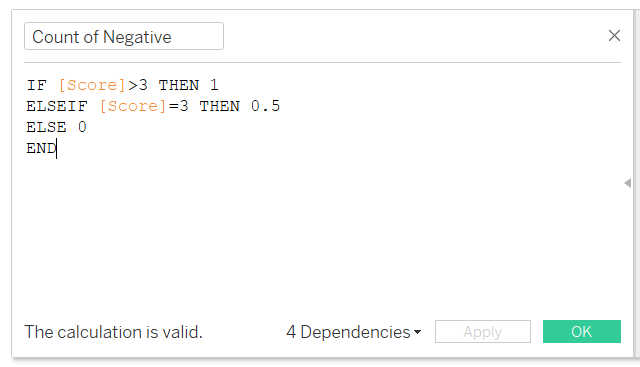 Count of Negative
IF [Score]>3 THEN 1
ELSEIF [Score]=3 THEN 0.5
ELSE 0
END
The calculation is valid.
4 Dependencies
Apply
OK